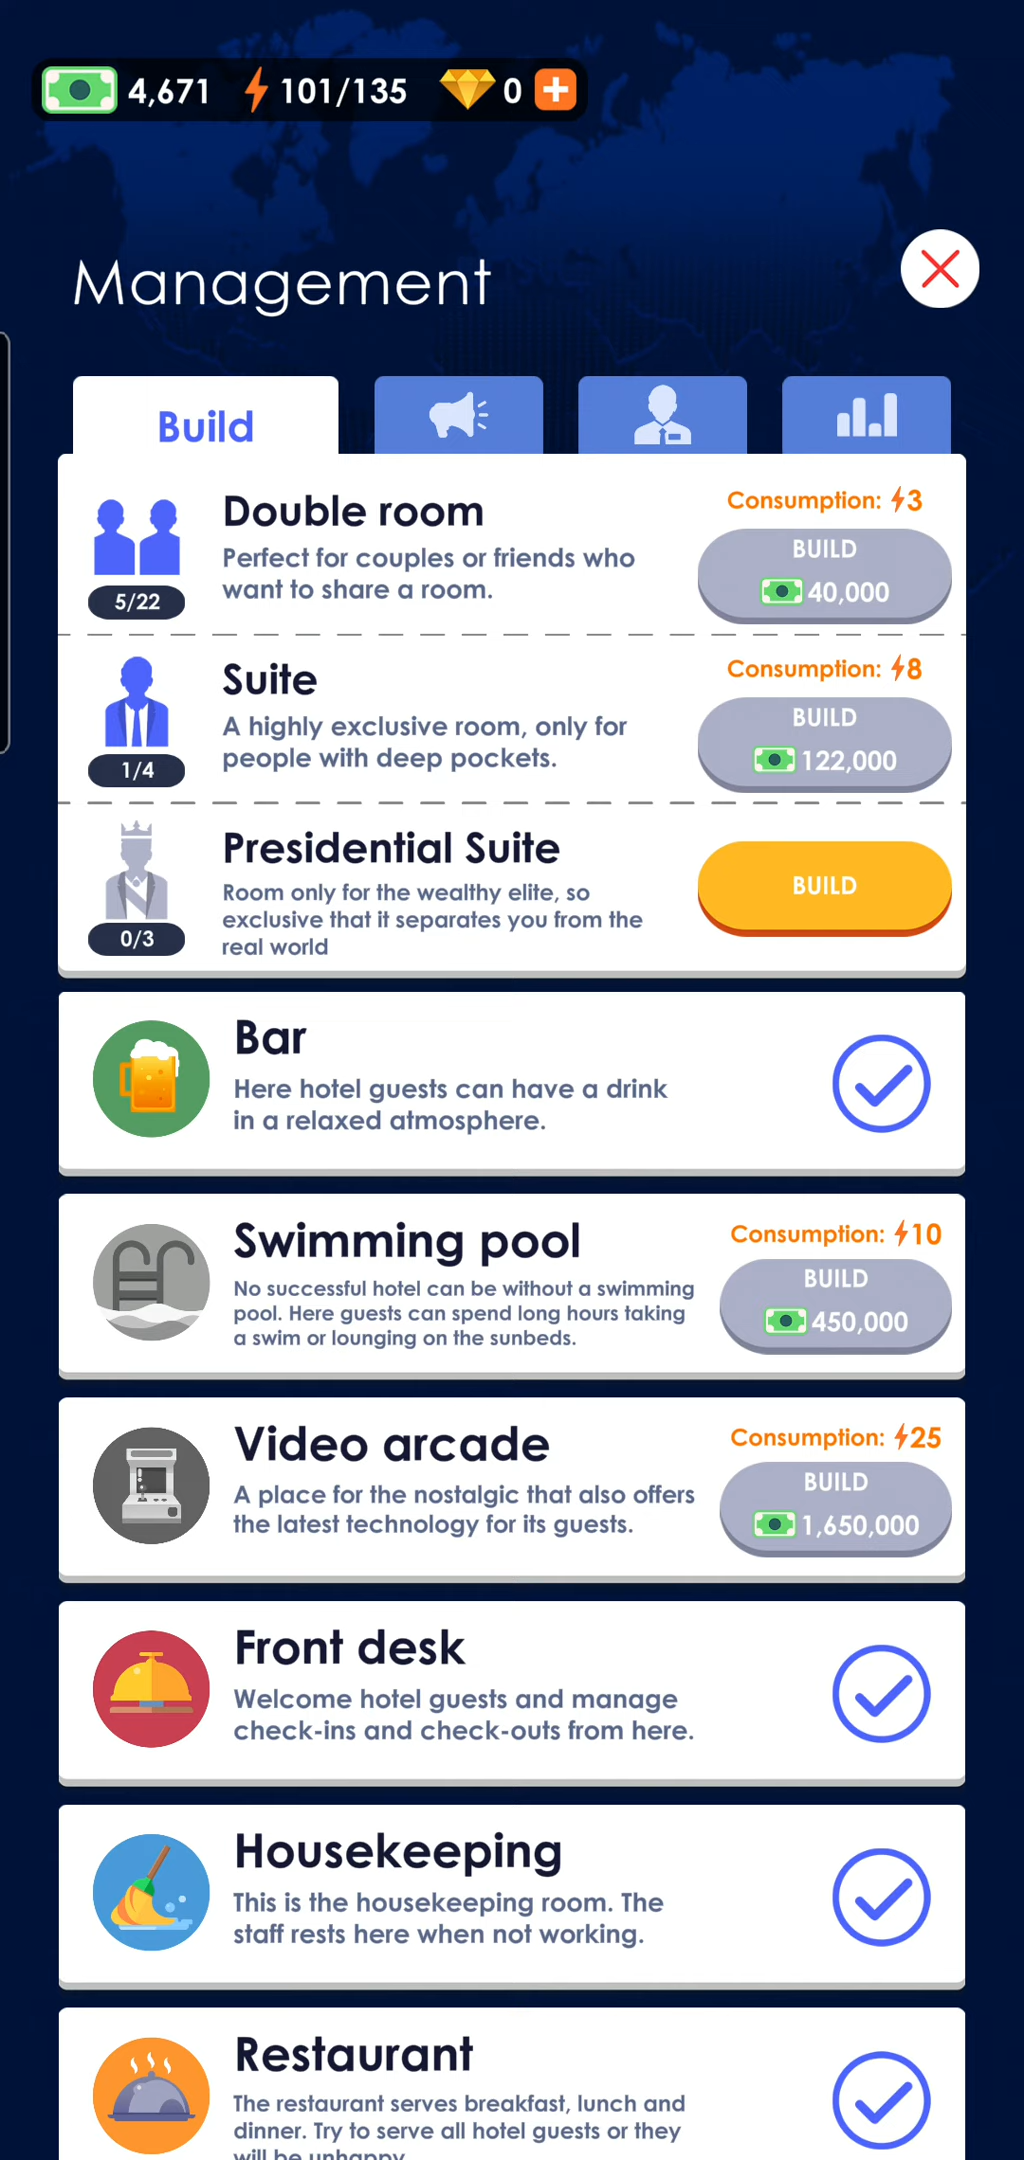 4,671 101/135 0
Management
Build
Double room
Perfect for couples or friends who
want to share a room.
5/22
Consumption: 3
BUILD
40,000
Suite
A highly exclusive room, only for
people with deep pockets.
1/4
Consumption: 8
BUILD
122,000
Presidential Suite
Room only for the wealthy elite, so
exclusive that it separates you from the
real world
0/3
BUILD
Bar
Here hotel guests can have a drink
in a relaxed atmosphere.
Swimming pool
No successful hotel can be without a swimming
pool. Here guests can spend long hours taking
a swim or lounging on the sunbeds.
Consumption: 10
BUILD
450,000
Video arcade
A place for the nostalgic that also offers
the latest technology for its guests.
Consumption: 25
BUILD
1,650,000
Front desk
Welcome hotel guests and manage
check-ins and check-outs from here.
Housekeeping
This is the housekeeping room. The
staff rests here when not working.
Restaurant
The restaurant serves breakfast, lunch and
dinner. Try to serve all hotel guests or they
will be unhappy